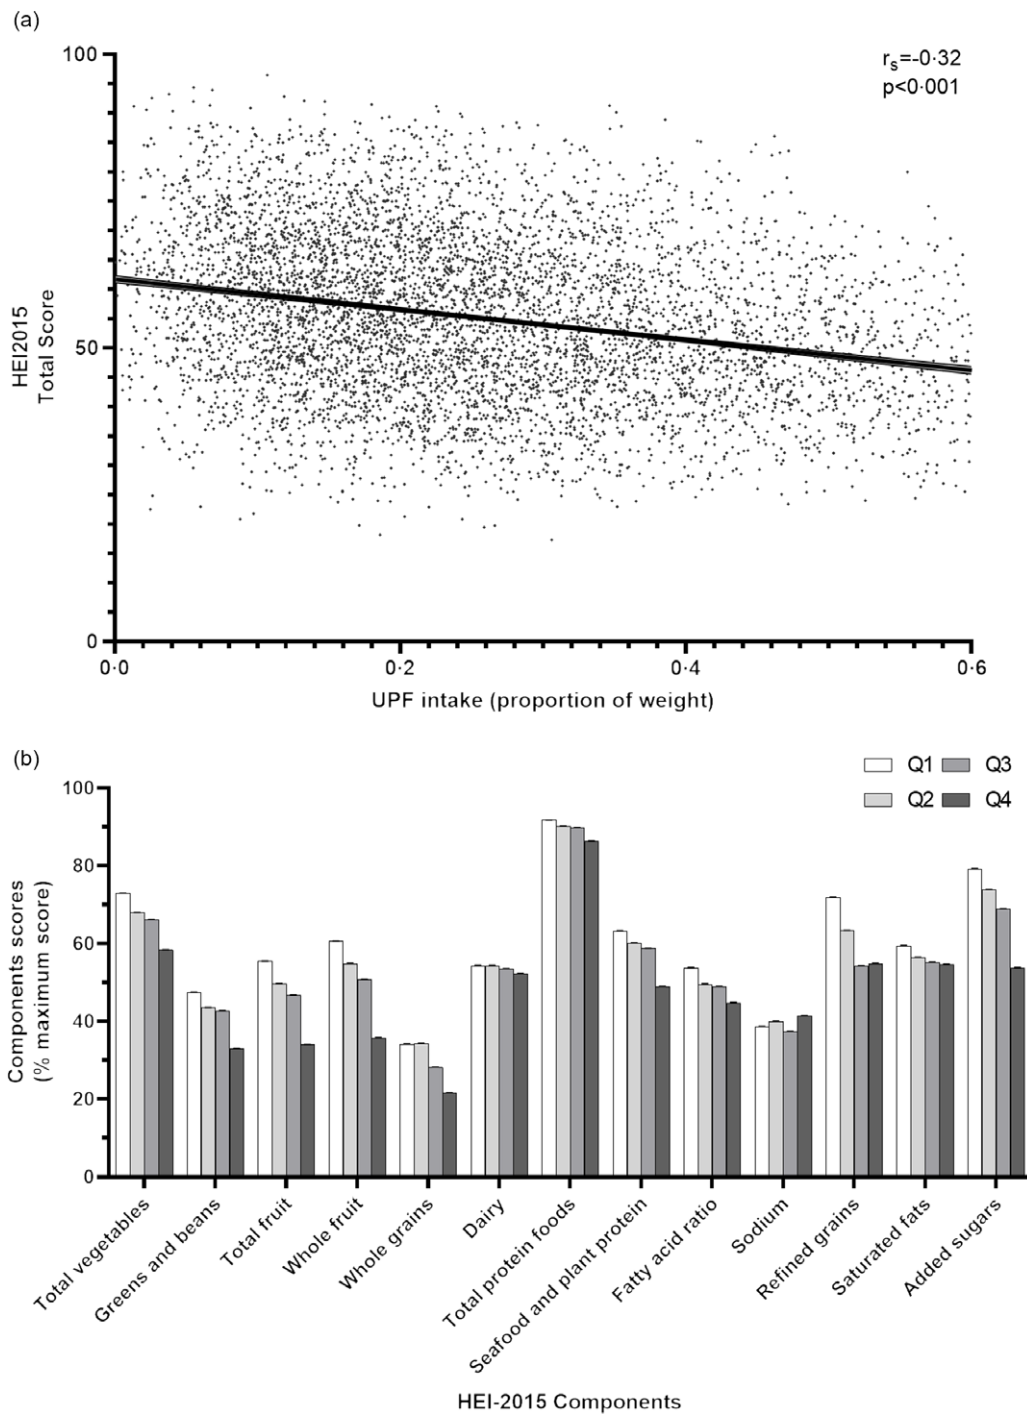 (a)
100
50
0
HEI2015
Total Score
rs=-0·32
p<0·001
0·0
0·2
0·4
0·6
UPF intake (proportion of weight)
(b)
Q1
Q3
Q2
Q4
100
80
60
40
20
0
Components scores
(% maximum score)
Total vegetables
Greens and beans
Total fruit
Whole fruit
Whole grains
Dairy
Total protein foods
Seafood and plant protein
Fatty acid ratio
Sodium
Refined grains
Saturated fats
Added sugars
HEI-2015 Components